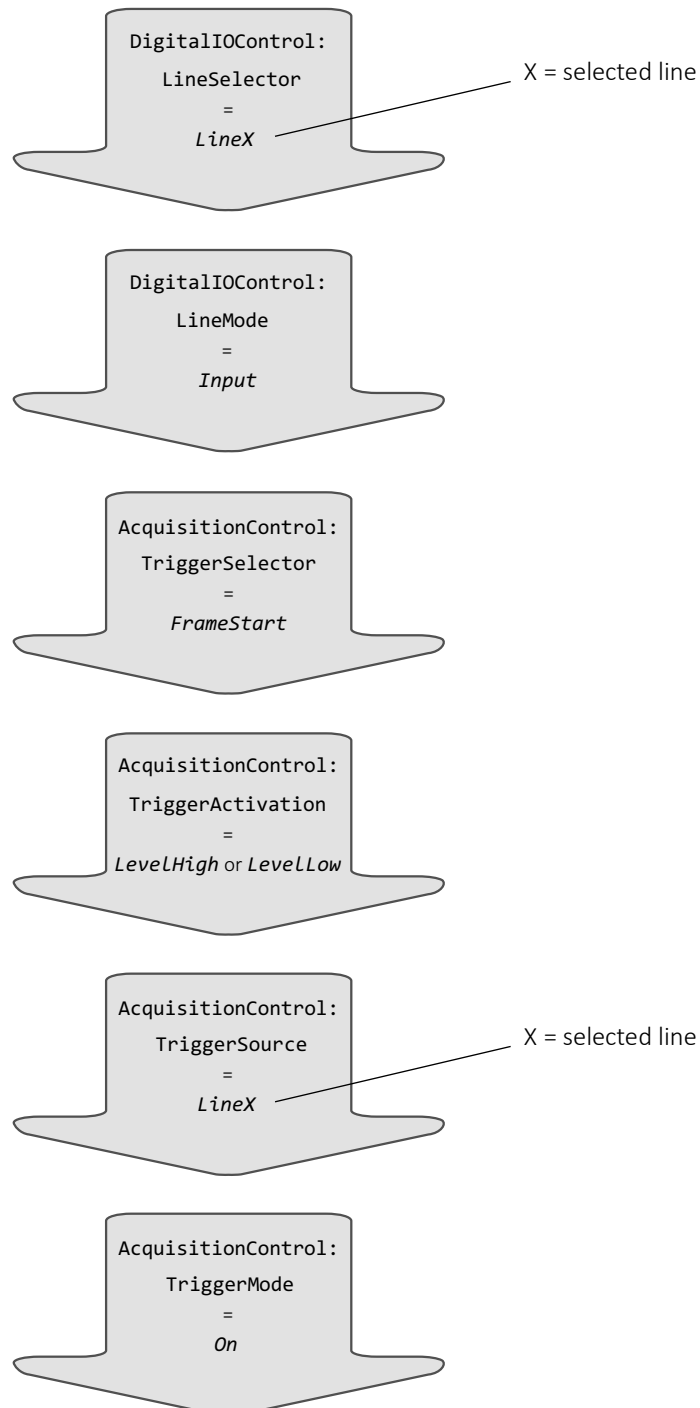 DigitalIOControl:
LineSelector
=
LineX
X = selected line
DigitalIOControl:
LineMode
=
Input
AcquisitionControl:
TriggerSelector
=
FrameStart
AcquisitionControl:
TriggerActivation
=
LevelHigh or LevelLow
AcquisitionControl:
TriggerSource
=
LineX
X = selected line
AcquisitionControl:
TriggerMode
=
On